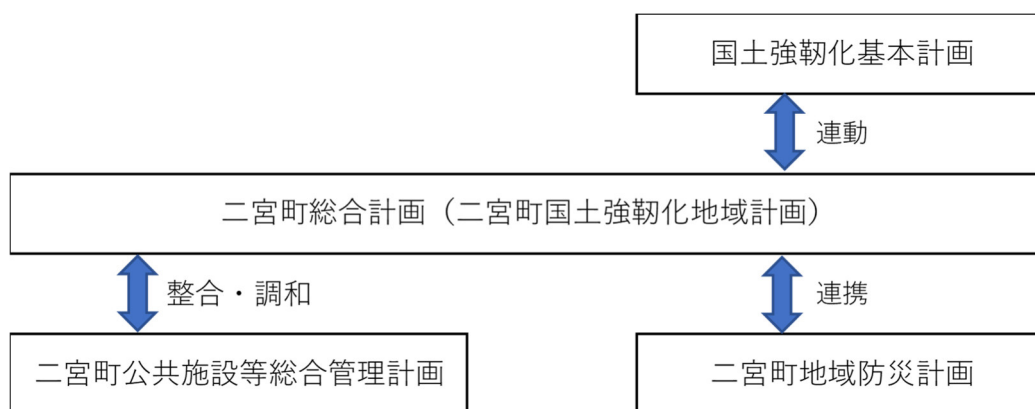 国土強靭化基本計画
連動
二宮町総合計画（二宮町国土強靭化地域計画）
整合・調和
連携
二宮町公共施設等総合管理計画
二宮町地域防災計画